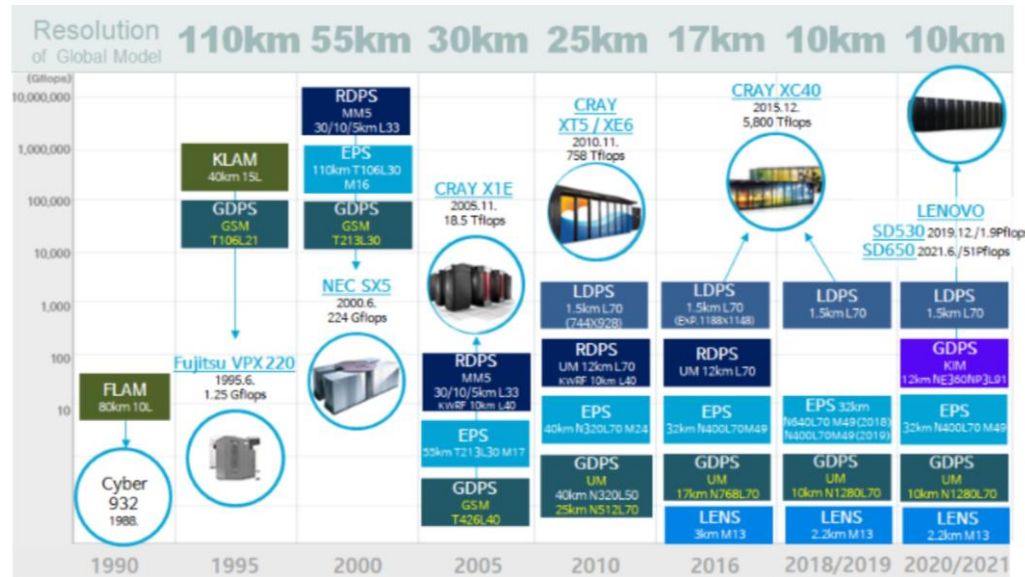 Resolution
of Global Model
110km 55km 30km 25km 17km 10km 10km
(Gflops)
10,000,000
1,000,000
100,000
10,000
1,000
100
10
FLAM
80km 10L
Cyber
932
1988.
KLAM
40km 15L
GDPS
GSM
T106L21
Fujitsu VPX220
1995.6.
1.25 Gflops
RDPS
MM5
30/10/5km L33
EPS
110km T106L30
M16
GDPS
GSM
T213L30
NEC SX5
2000.6.
224 Gflops
CRAY X1E
2005.11.
18.5 Tflops
RDPS
MM5
30/10/5km L33
KWRF 10km L40
EPS
55km T213L30 M17
GDPS
GSM
T426L40
CRAY
XT5 / XE6
2010.11.
758 Tflops
LDPS
1.5km L70
(744X928)
RDPS
UM 12km L70
KWRF 10km L40
EPS
40km N320L70 M24
GDPS
UM
40km N320L50
25km N512L70
CRAY XC40
2015.12.
5,800 Tflops
LDPS
1.5km L70
(EXP.1188x1148)
RDPS
UM 12km L70
EPS
32km N400L70M49
GDPS
UM
17km N768L70
LENS
3km M13
LDPS
1.5km L70
EPS 32km
N640L70 M49(2018)
N400L70M49(2019)
GDPS
UM
10km N1280L70
LENS
2.2km M13
LENOVO
SD530 2019.12./1.9Pflop
SD650 2021.6./51Pflops
LDPS
1.5km L70
GDPS
KIM
12km NE360NP3L91
EPS
32km N400L70 M49
GDPS
UM
10km N1280L70
LENS
2.2km M13
1990 1995 2000 2005 2010 2016 2018/2019 2020/2021